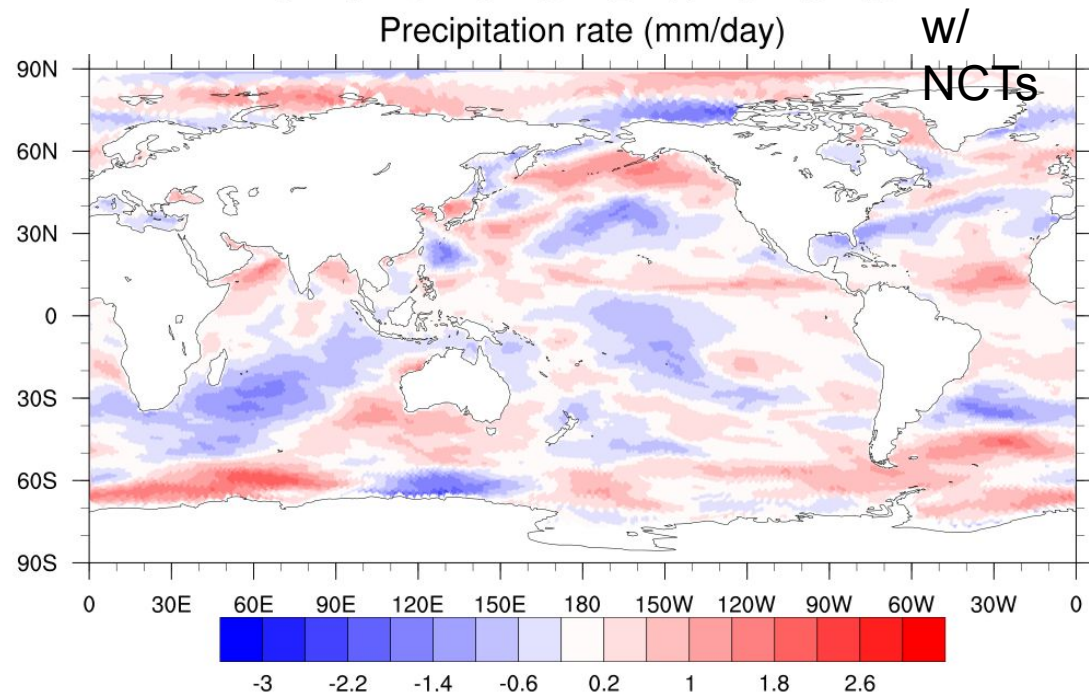 Precipitation rate (mm/day)
w/
NCTs
90N
60N
30N
0
30S
60S
90S
0 30E 60E 90E 120E 150E 180 150W 120W 90W 60W 30W 0
-3 -2.2 -1.4 -0.6 0.2 1 1.8 2.6